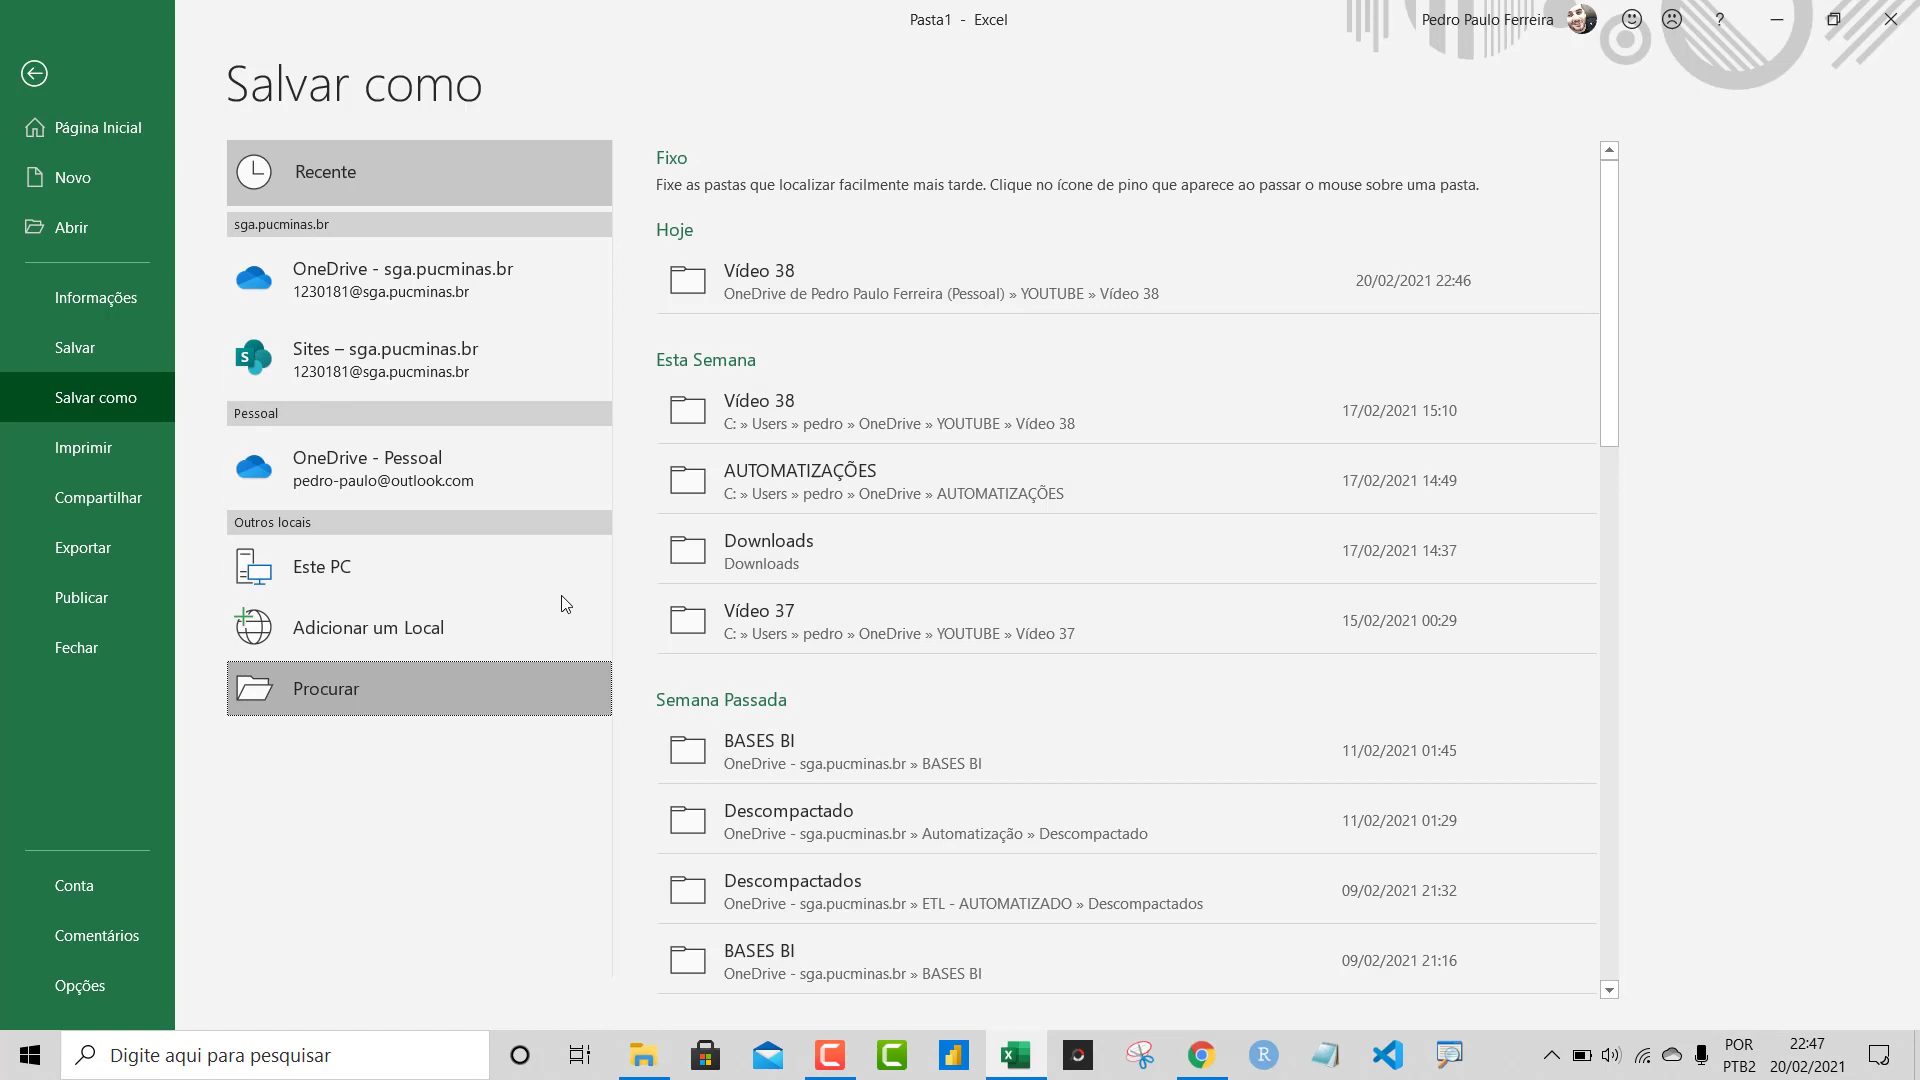 Pasta1 - Excel
Pedro Paulo Ferreira
?
Salvar como
Página Inicial
Novo
Abrir
Informações
Salvar
Salvar como
Imprimir
Compartilhar
Exportar
Publicar
Fechar
Conta
Comentários
Opções
Recente
sga.pucminas.br
OneDrive - sga.pucminas.br
1230181@sga.pucminas.br
S
Sites – sga.pucminas.br
1230181@sga.pucminas.br
Pessoal
OneDrive - Pessoal
pedro-paulo@outlook.com
Outros locais
Este PC
Adicionar um Local
Procurar
Fixo
Fixe as pastas que localizar facilmente mais tarde. Clique no ícone de pino que aparece ao passar o mouse sobre uma pasta.
Hoje
Vídeo 38
OneDrive de Pedro Paulo Ferreira (Pessoal) » YOUTUBE » Vídeo 38
20/02/2021 22:46
Esta Semana
Vídeo 38
C: » Users » pedro » OneDrive » YOUTUBE » Vídeo 38
17/02/2021 15:10
AUTOMATIZAÇÕES
C: » Users » pedro » OneDrive » AUTOMATIZAÇÕES
17/02/2021 14:49
Downloads
Downloads
17/02/2021 14:37
Vídeo 37
C: » Users » pedro » OneDrive » YOUTUBE » Vídeo 37
15/02/2021 00:29
Semana Passada
BASES BI
OneDrive - sga.pucminas.br » BASES BI
11/02/2021 01:45
Descompactado
OneDrive - sga.pucminas.br » Automatização » Descompactado
11/02/2021 01:29
Descompactados
OneDrive - sga.pucminas.br » ETL - AUTOMATIZADO » Descompactados
09/02/2021 21:32
BASES BI
OneDrive - sga.pucminas.br » BASES BI
09/02/2021 21:16
Digite aqui para pesquisar
C
C
X
R
POR
PTB2
22:47
20/02/2021